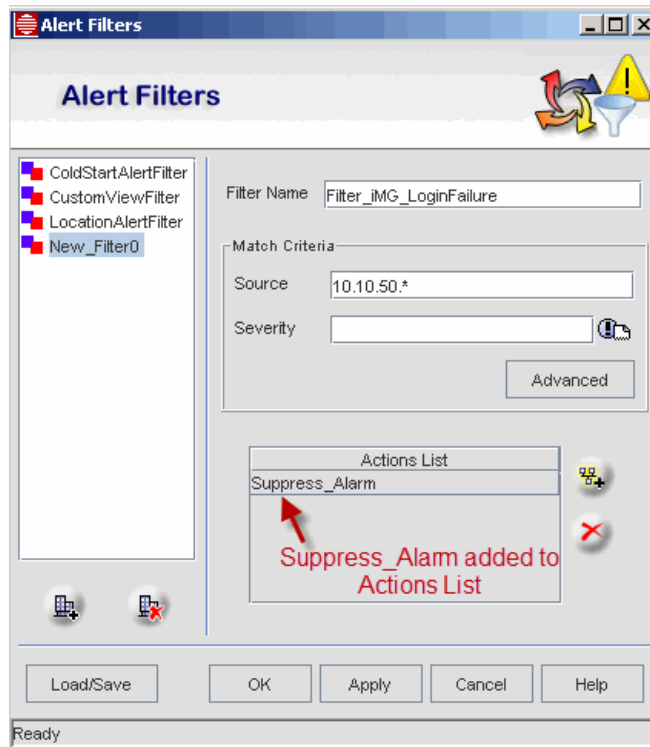 Alert Filters
Alert Filters
ColdStartAlertFilter
CustomViewFilter
LocationAlertFilter
New_Filter0
Filter Name
Filter_iMG_LoginFailure
Match Criteria
Source
10.10.50.*
Severity
Advanced
Actions List
Suppress_Alarm
Suppress_Alarm added to
Actions List
Load/Save
OK
Apply
Cancel
Help
Ready